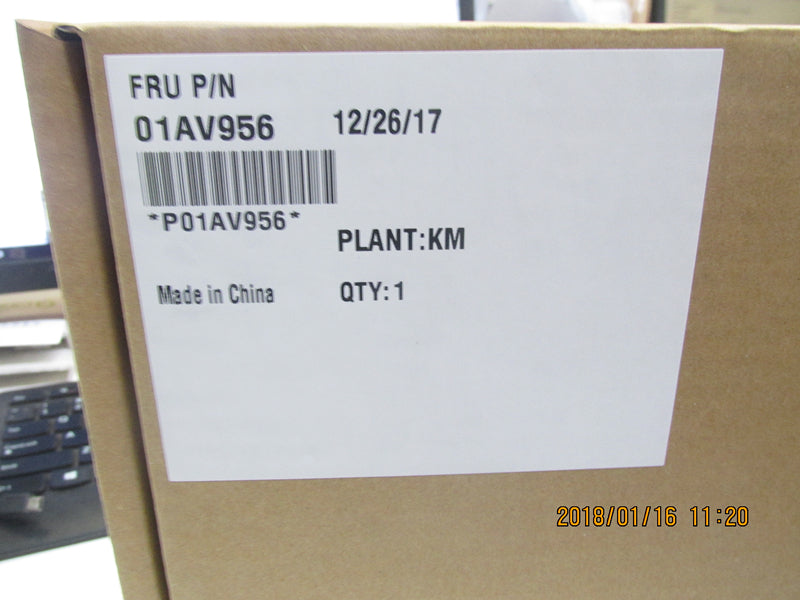 FRU P/N
01AV956
12/26/17
*P01AV956*
PLANT:KM
Made in China
QTY:1
2018/01/16 11:20